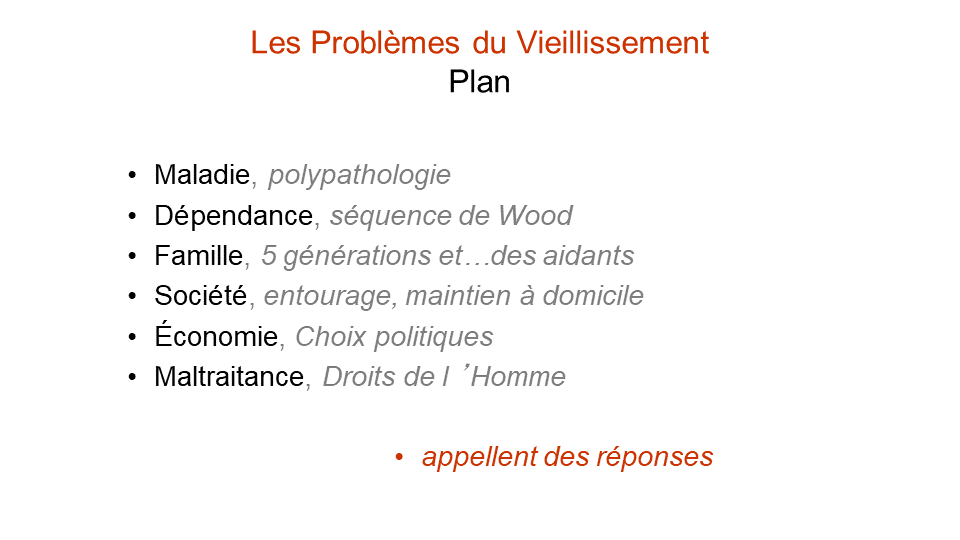 Les Problèmes du Vieillissement
Plan
• Maladie, polypathologie
• Dépendance, séquence de Wood
• Famille, 5 générations et…des aidants
• Société, entourage, maintien à domicile
• Économie, Choix politiques
• Maltraitance, Droits de l ’Homme
• appellent des réponses